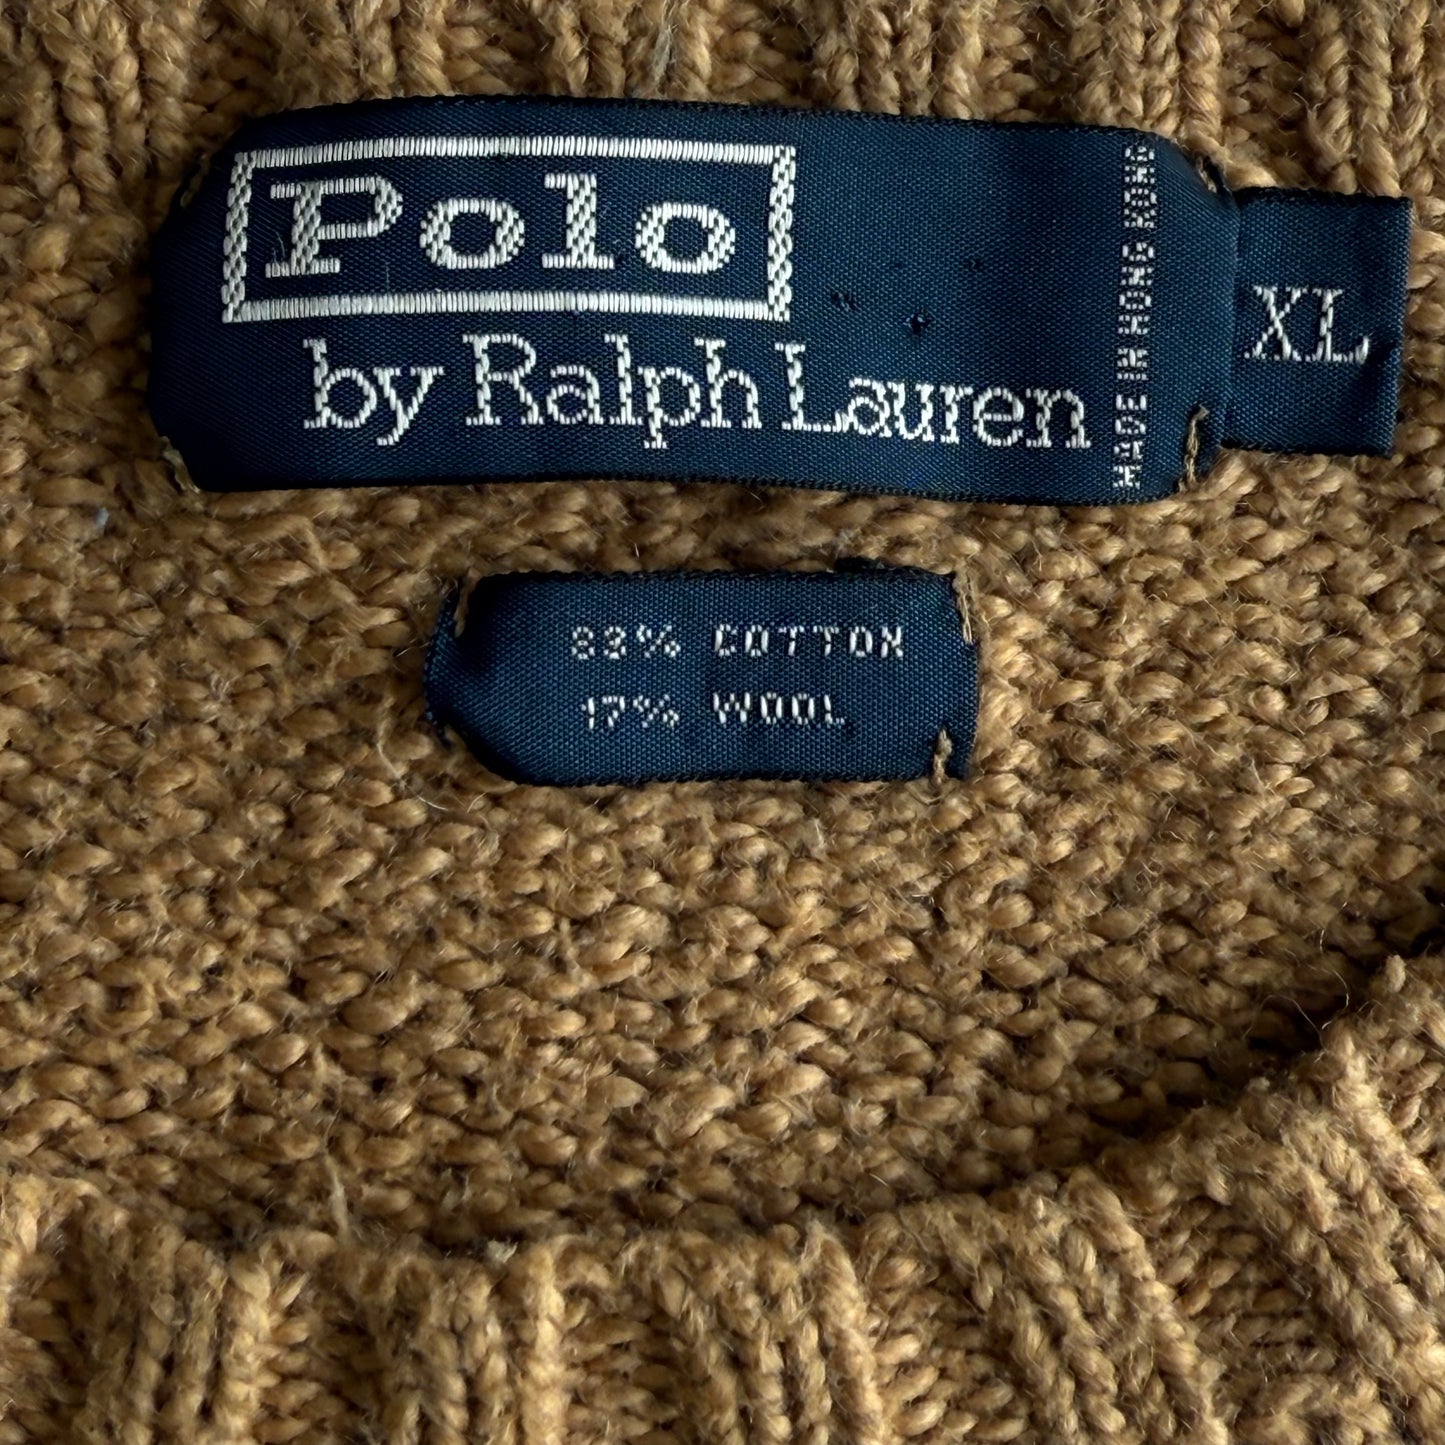 Polo
by Ralph Lauren
MADE IN HONG KONG
XL
83% COTTON
17% WOOL